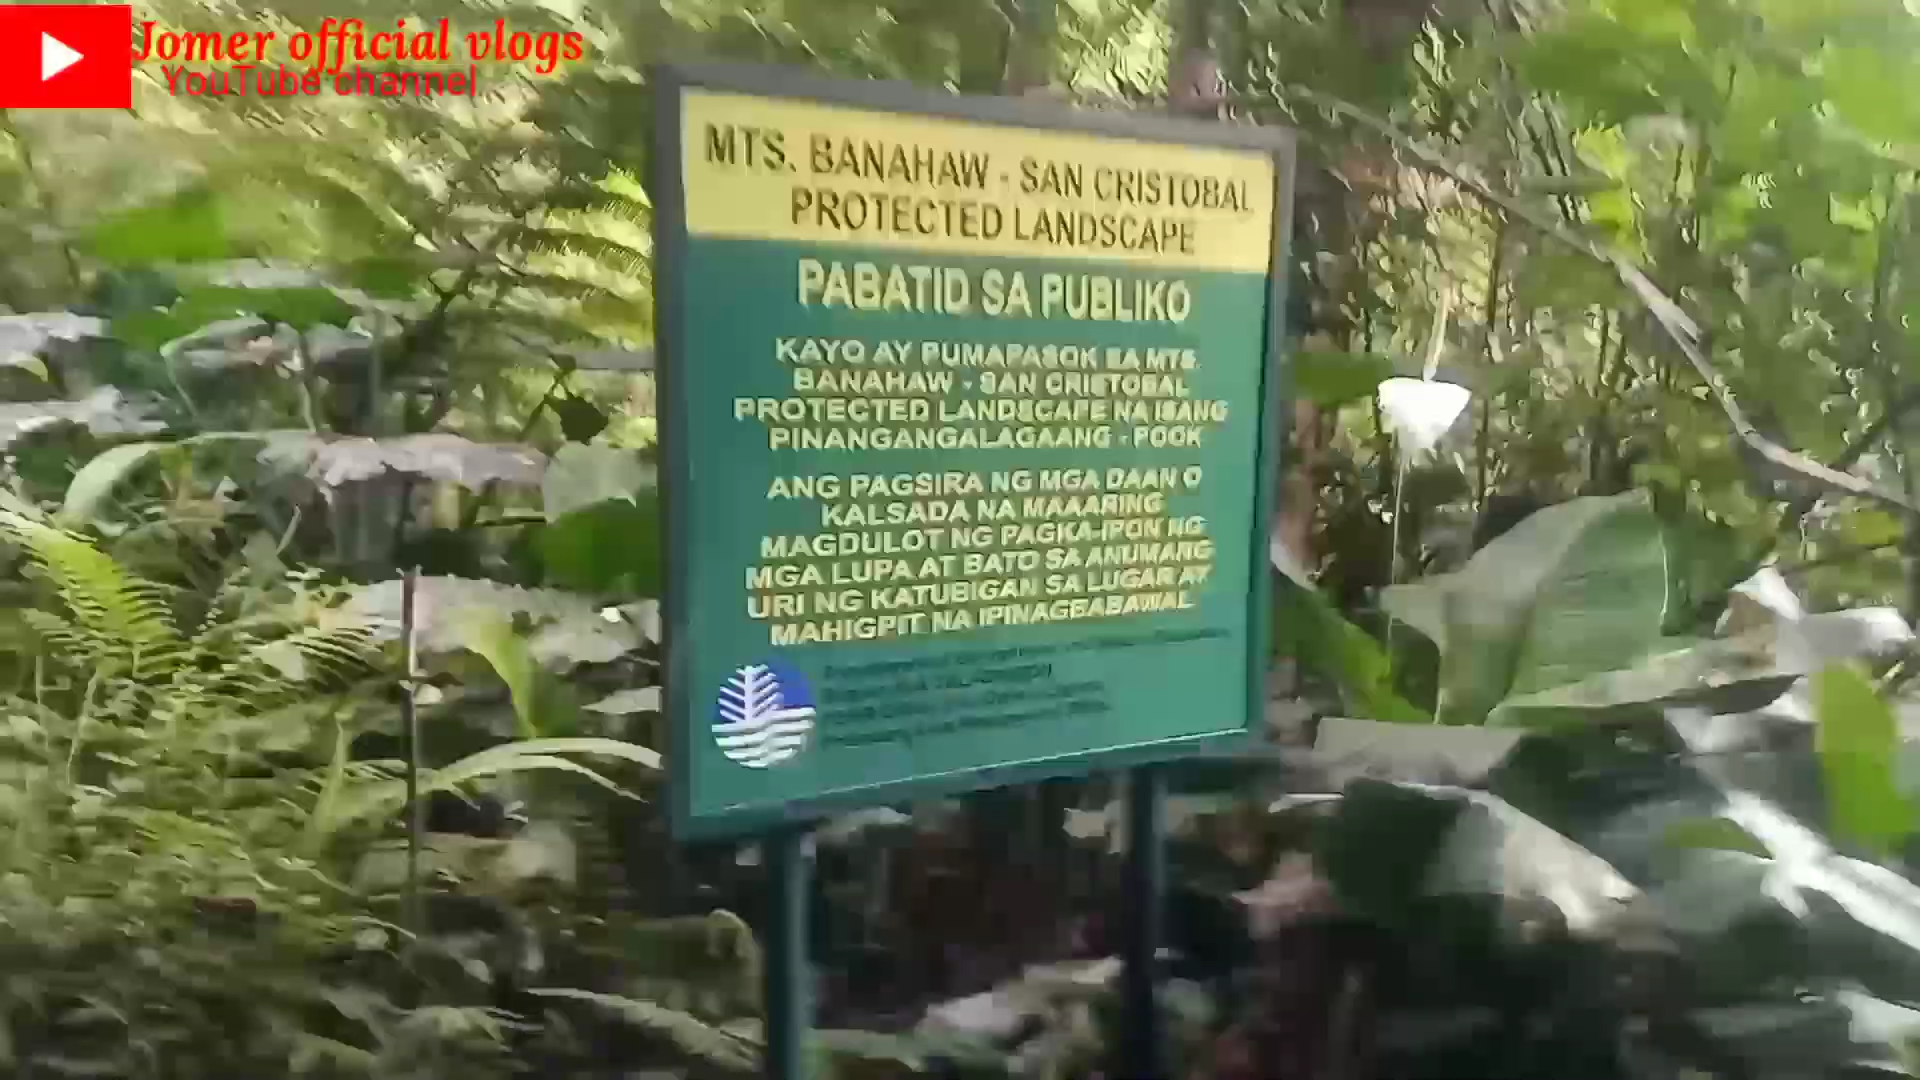 Jomer official vlogs
YouTube channel
MTS. BANAHAW - SAN CRISTOBAL
PROTECTED LANDSCAPE
PABATID SA PUBLIKO
KAYO AY PUMAPASOK SA MTS.
BANAHAW - SAN CRISTOBAL
PROTECTED LANDSCAPE NA ISANG
PINANGANGALAGAANG - POOK
ANG PAGSIRA NG MGA DAAN O
KALSADA NA MAAARING
MAGDULOT NG PAGKA-IPON NG
MGA LUPA AT BATO SA ANUMANG
URI NG KATUBIGAN SA LUGAR AY
MAHIGPIT NA IPINAGBABAWAL